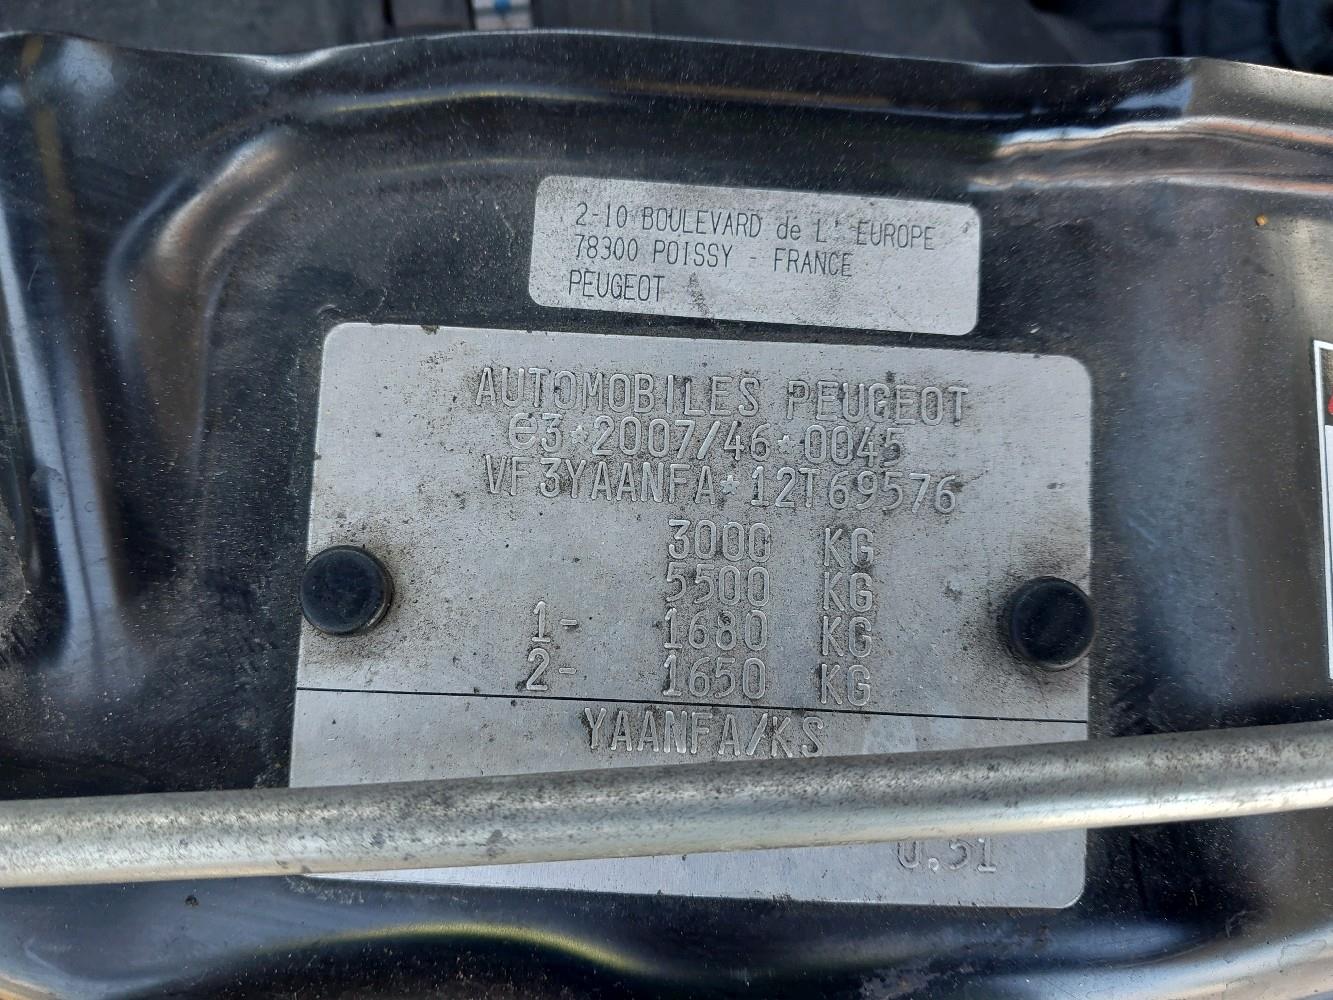 2-10 BOULEVARD de L' EUROPE
78300 POISSY - FRANCE
PEUGEOT
AUTOMOBILES PEUGEOT
e3*2007/46*0045
VF3YAANFA*12T69576
3000 KG
5500 KG
1- 1680 KG
2- 1650 KG
YAANFA/KS
0.51